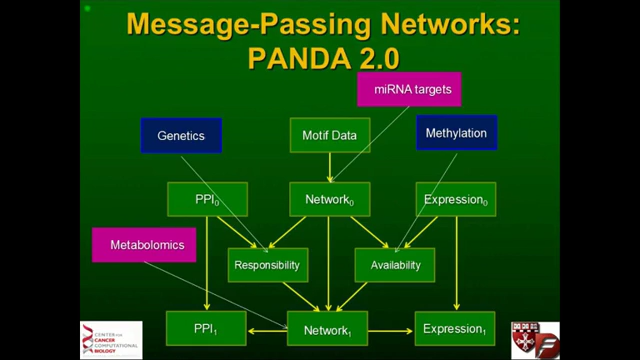 Message-Passing Networks:
PANDA 2.0
miRNA targets
Genetics
Motif Data
Methylation
PPI0
Network0
Expression0
Metabolomics
Responsibility
Availability
PPI1
Network1
Expression1
CENTER FOR
CANCER
COMPUTATIONAL
BIOLOGY